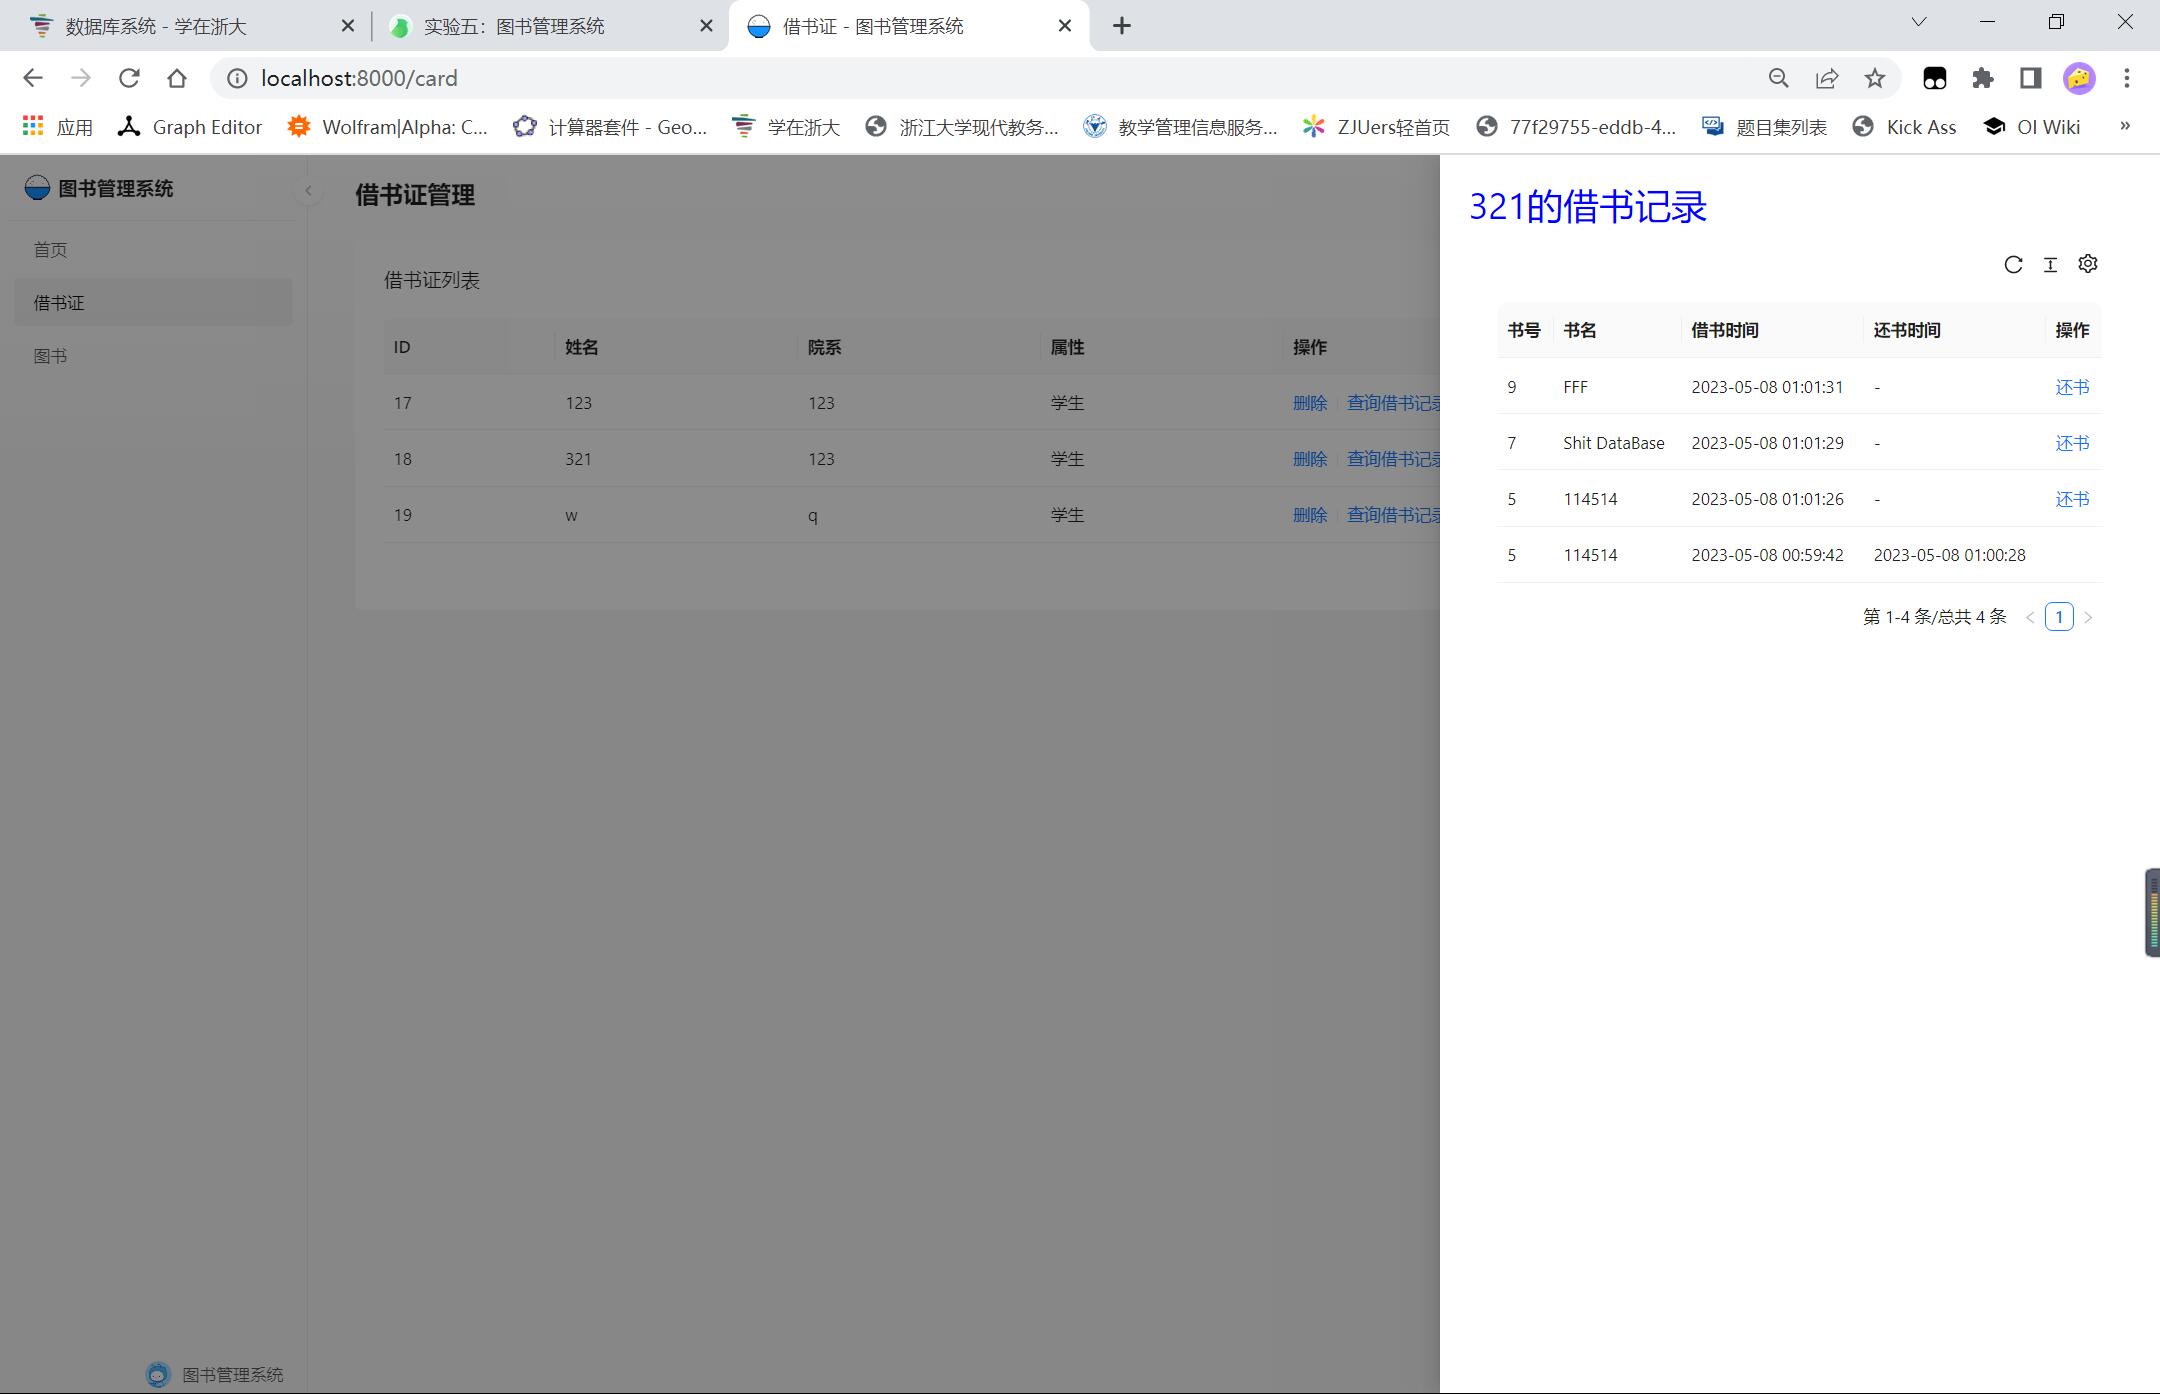 数据库系统 - 学在浙大
实验五：图书管理系统
借书证 - 图书管理系统
localhost:8000/card
应用
Graph Editor
Wolfram|Alpha: C...
计算器套件 - Geo...
学在浙大
浙江大学现代教务...
教学管理信息服务...
ZJUers轻首页
77f29755-eddb-4...
题目集列表
Kick Ass
OI Wiki
»
图书管理系统
首页
借书证
图书
借书证管理
借书证列表
ID 姓名 院系 属性 操作
17 123 123 学生 删除 查询借书记录
18 321 123 学生 删除 查询借书记录
19 w q 学生 删除 查询借书记录
图书管理系统
321的借书记录
书号 书名 借书时间 还书时间 操作
9 FFF 2023-05-08 01:01:31 - 还书
7 Shit DataBase 2023-05-08 01:01:29 - 还书
5 114514 2023-05-08 01:01:26 - 还书
5 114514 2023-05-08 00:59:42 2023-05-08 01:00:28
第 1-4 条/总共 4 条 < 1 >